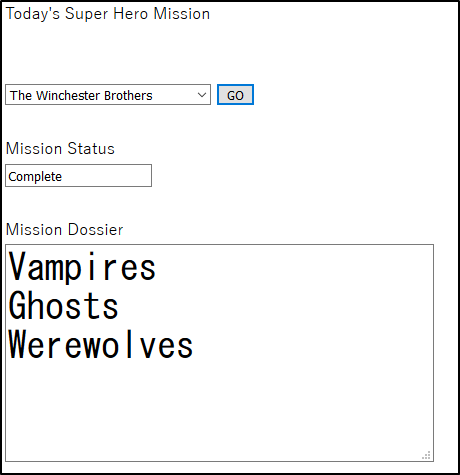 Today's Super Hero Mission
The Winchester Brothers
GO
Mission Status
Complete
Mission Dossier
Vampires
Ghosts
Werewolves